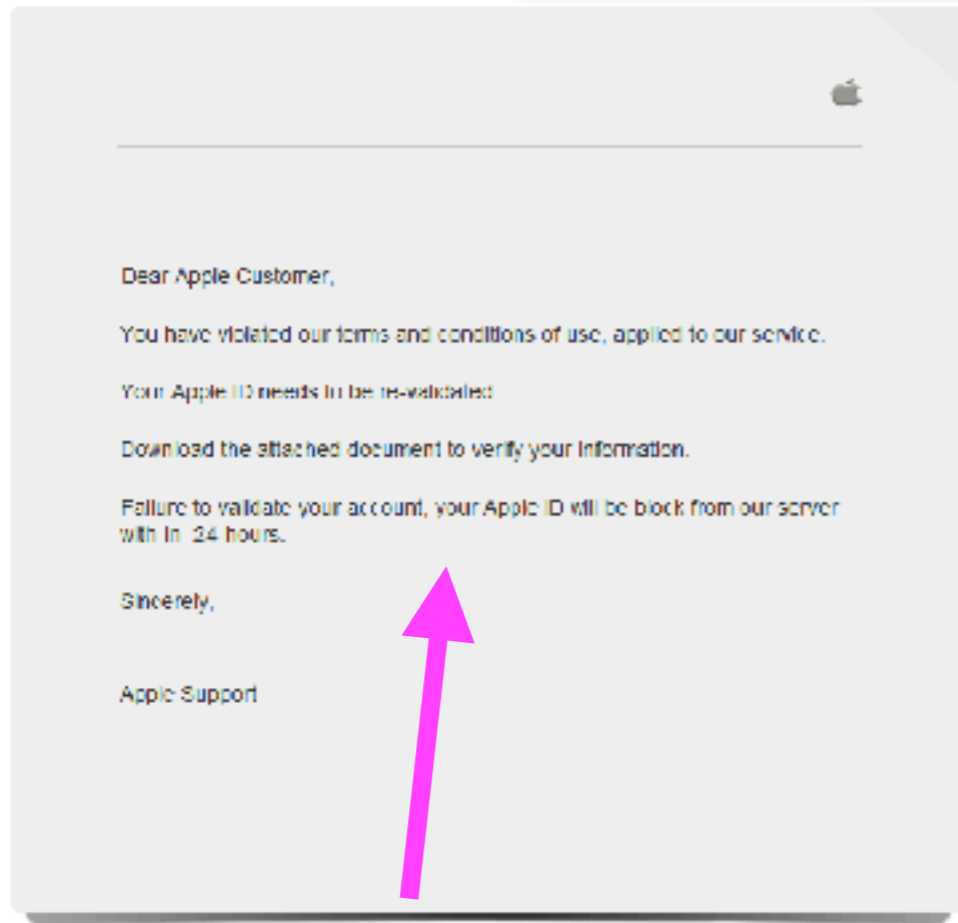 Dear Apple Customer,
You have violated our terms and conditions of use, applied to our service.
Your Apple ID needs to be re-validated
Download the attached document to verify your information.
Failure to validate your account, your Apple ID will be block from our server
with in 24 hours.
Sincerely,
Apple Support